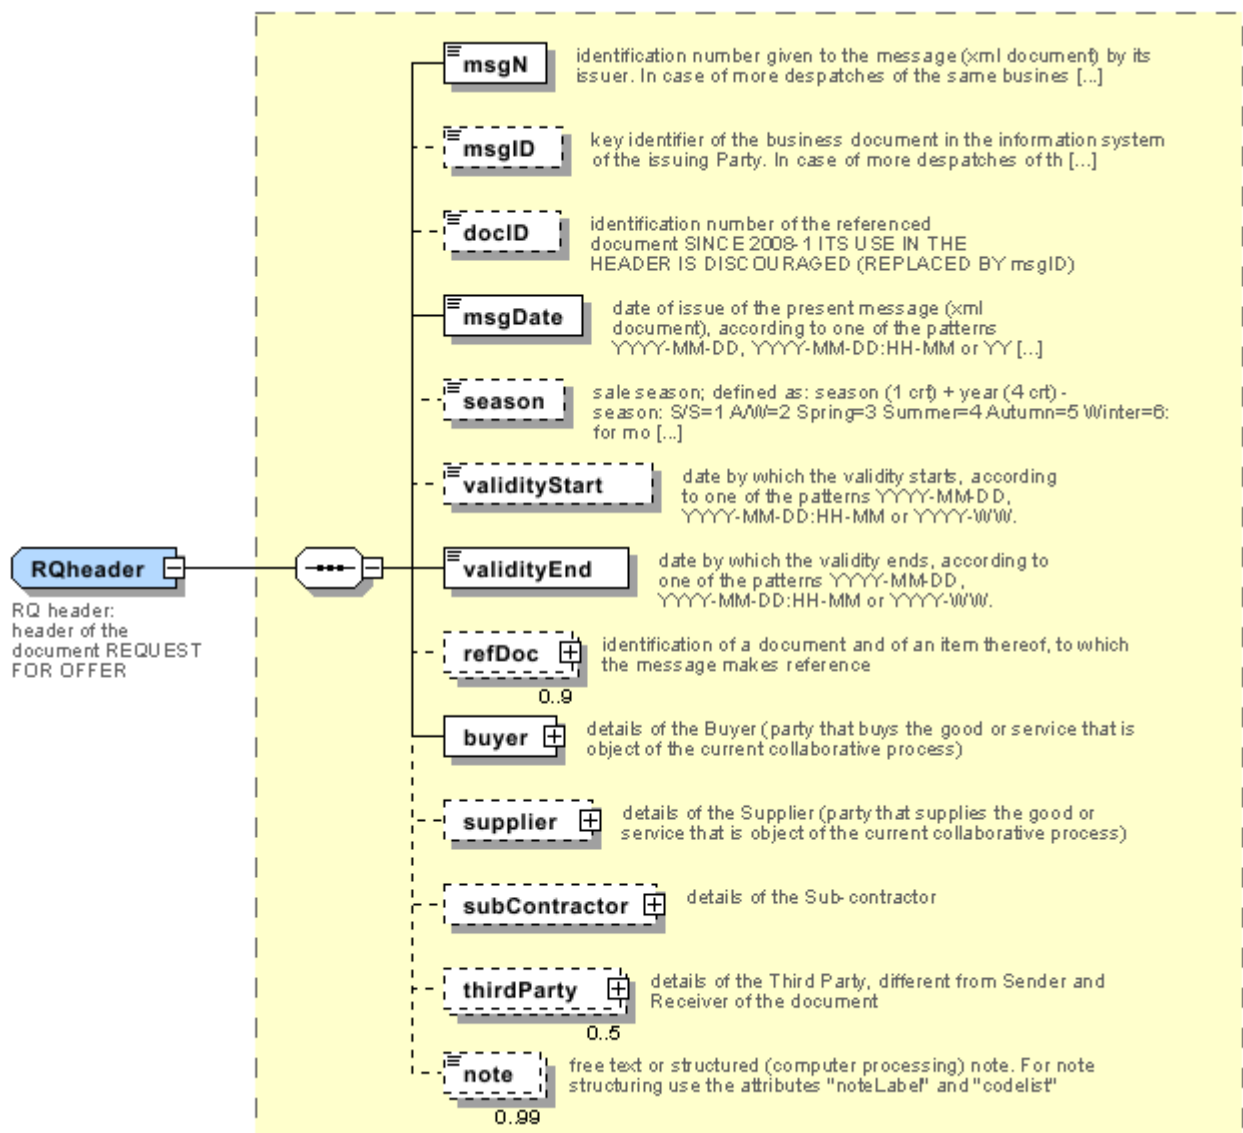 msgN
identification number given to the message (xml document) by its
issuer. In case of more despatches of the same busines [...]
msgID
key identifier of the business document in the information system
of the issuing Party. In case of more despatches of th [...]
docID
identification number of the referenced
document SINCE 2008-1 ITS USE IN THE
HEADER IS DISCOURAGED (REPLACED BY msgID)
msgDate
date of issue of the present message (xml
document), according to one of the patterns
YYYY-MM-DD, YYYY-MM-DD:HH-MM or YY [...]
season
sale season; defined as: season (1 crt) + year (4 crt) -
season: S/S=1 A/W=2 Spring=3 Summer=4 Autumn=5 Winter=6:
for mo [...]
validityStart
date by which the validity starts, according
to one of the patterns YYYY-MM-DD,
YYYY-MM-DD:HH-MM or YYYY-WW.
RQheader
RQ header:
header of the
document REQUEST
FOR OFFER
validityEnd
date by which the validity ends, according to
one of the patterns YYYY-MM-DD,
YYYY-MM-DD:HH-MM or YYYY-WW.
refDoc
identification of a document and of an item thereof, to which
the message makes reference
0..9
buyer
details of the Buyer (party that buys the good or service that is
object of the current collaborative process)
supplier
details of the Supplier (party that supplies the good or
service that is object of the current collaborative process)
subContractor
details of the Sub-contractor
thirdParty
details of the Third Party, different from Sender and
Receiver of the document
0..5
note
free text or structured (computer processing) note. For note
structuring use the attributes "noteLabel" and "codelist"
0..99